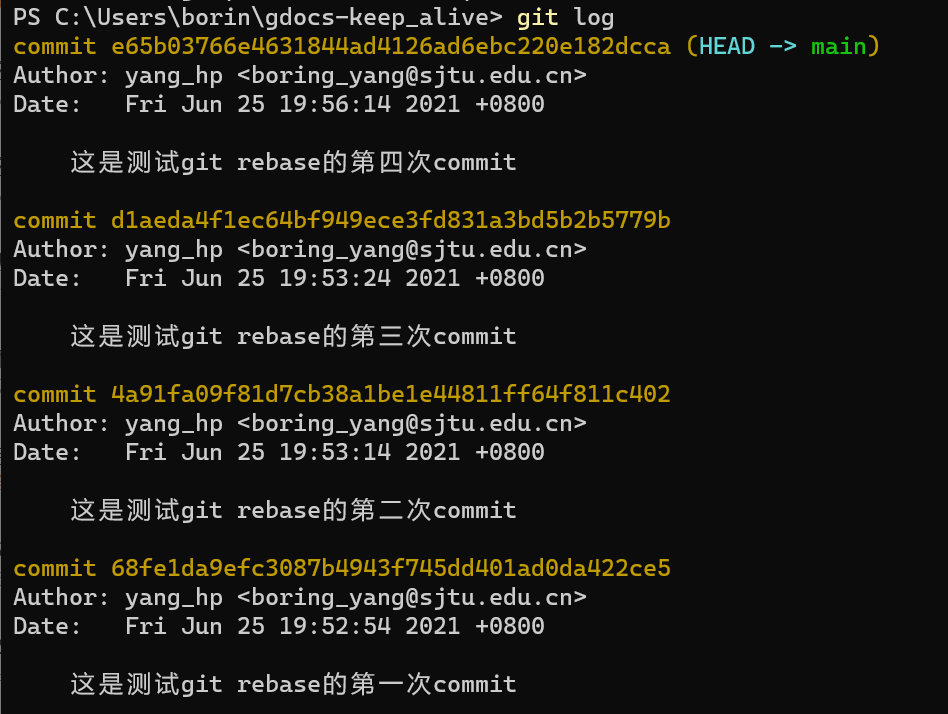 PS C:\Users\borin\gdocs-keep_alive> git log
commit e65b03766e4631844ad4126ad6ebc220e182dcca (HEAD -> main)
Author: yang_hp <boring_yang@sjtu.edu.cn>
Date:   Fri Jun 25 19:56:14 2021 +0800
这是测试git rebase的第四次commit
commit d1aeda4f1ec64bf949ece3fd831a3bd5b2b5779b
Author: yang_hp <boring_yang@sjtu.edu.cn>
Date:   Fri Jun 25 19:53:24 2021 +0800
这是测试git rebase的第三次commit
commit 4a91fa09f81d7cb38a1be1e44811ff64f811c402
Author: yang_hp <boring_yang@sjtu.edu.cn>
Date:   Fri Jun 25 19:53:14 2021 +0800
这是测试git rebase的第二次commit
commit 68fe1da9efc3087b4943f745dd401ad0da422ce5
Author: yang_hp <boring_yang@sjtu.edu.cn>
Date:   Fri Jun 25 19:52:54 2021 +0800
这是测试git rebase的第一次commit